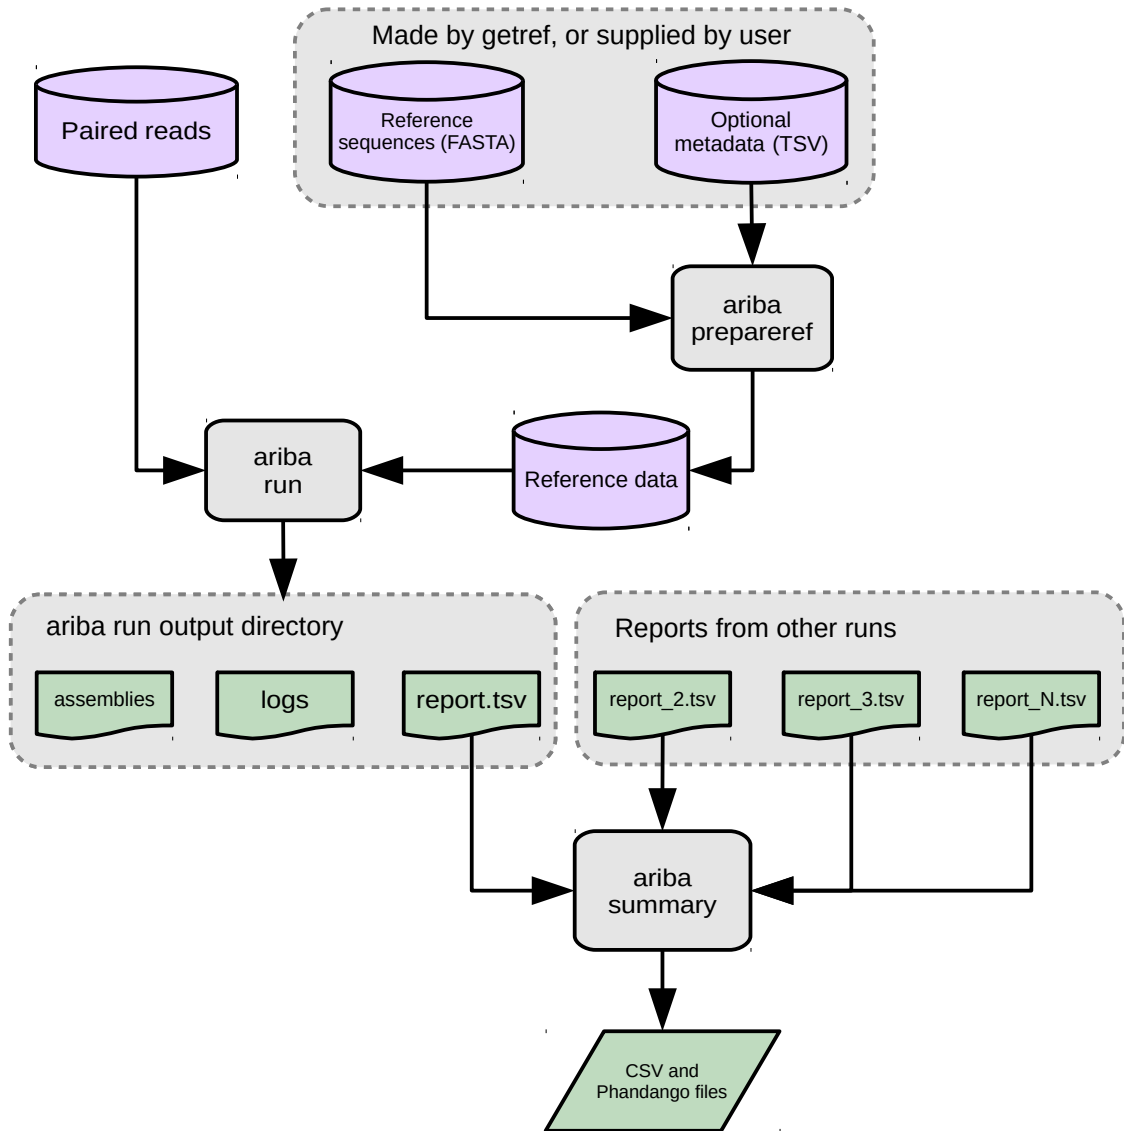 Made by getref, or supplied by user
Paired reads
Reference
sequences (FASTA)
Optional
metadata (TSV)
ariba
prepareref
ariba
run
Reference data
ariba run output directory
Reports from other runs
assemblies
logs
report.tsv
report_2.tsv
report_3.tsv
report_N.tsv
ariba
summary
CSV and
Phandango files